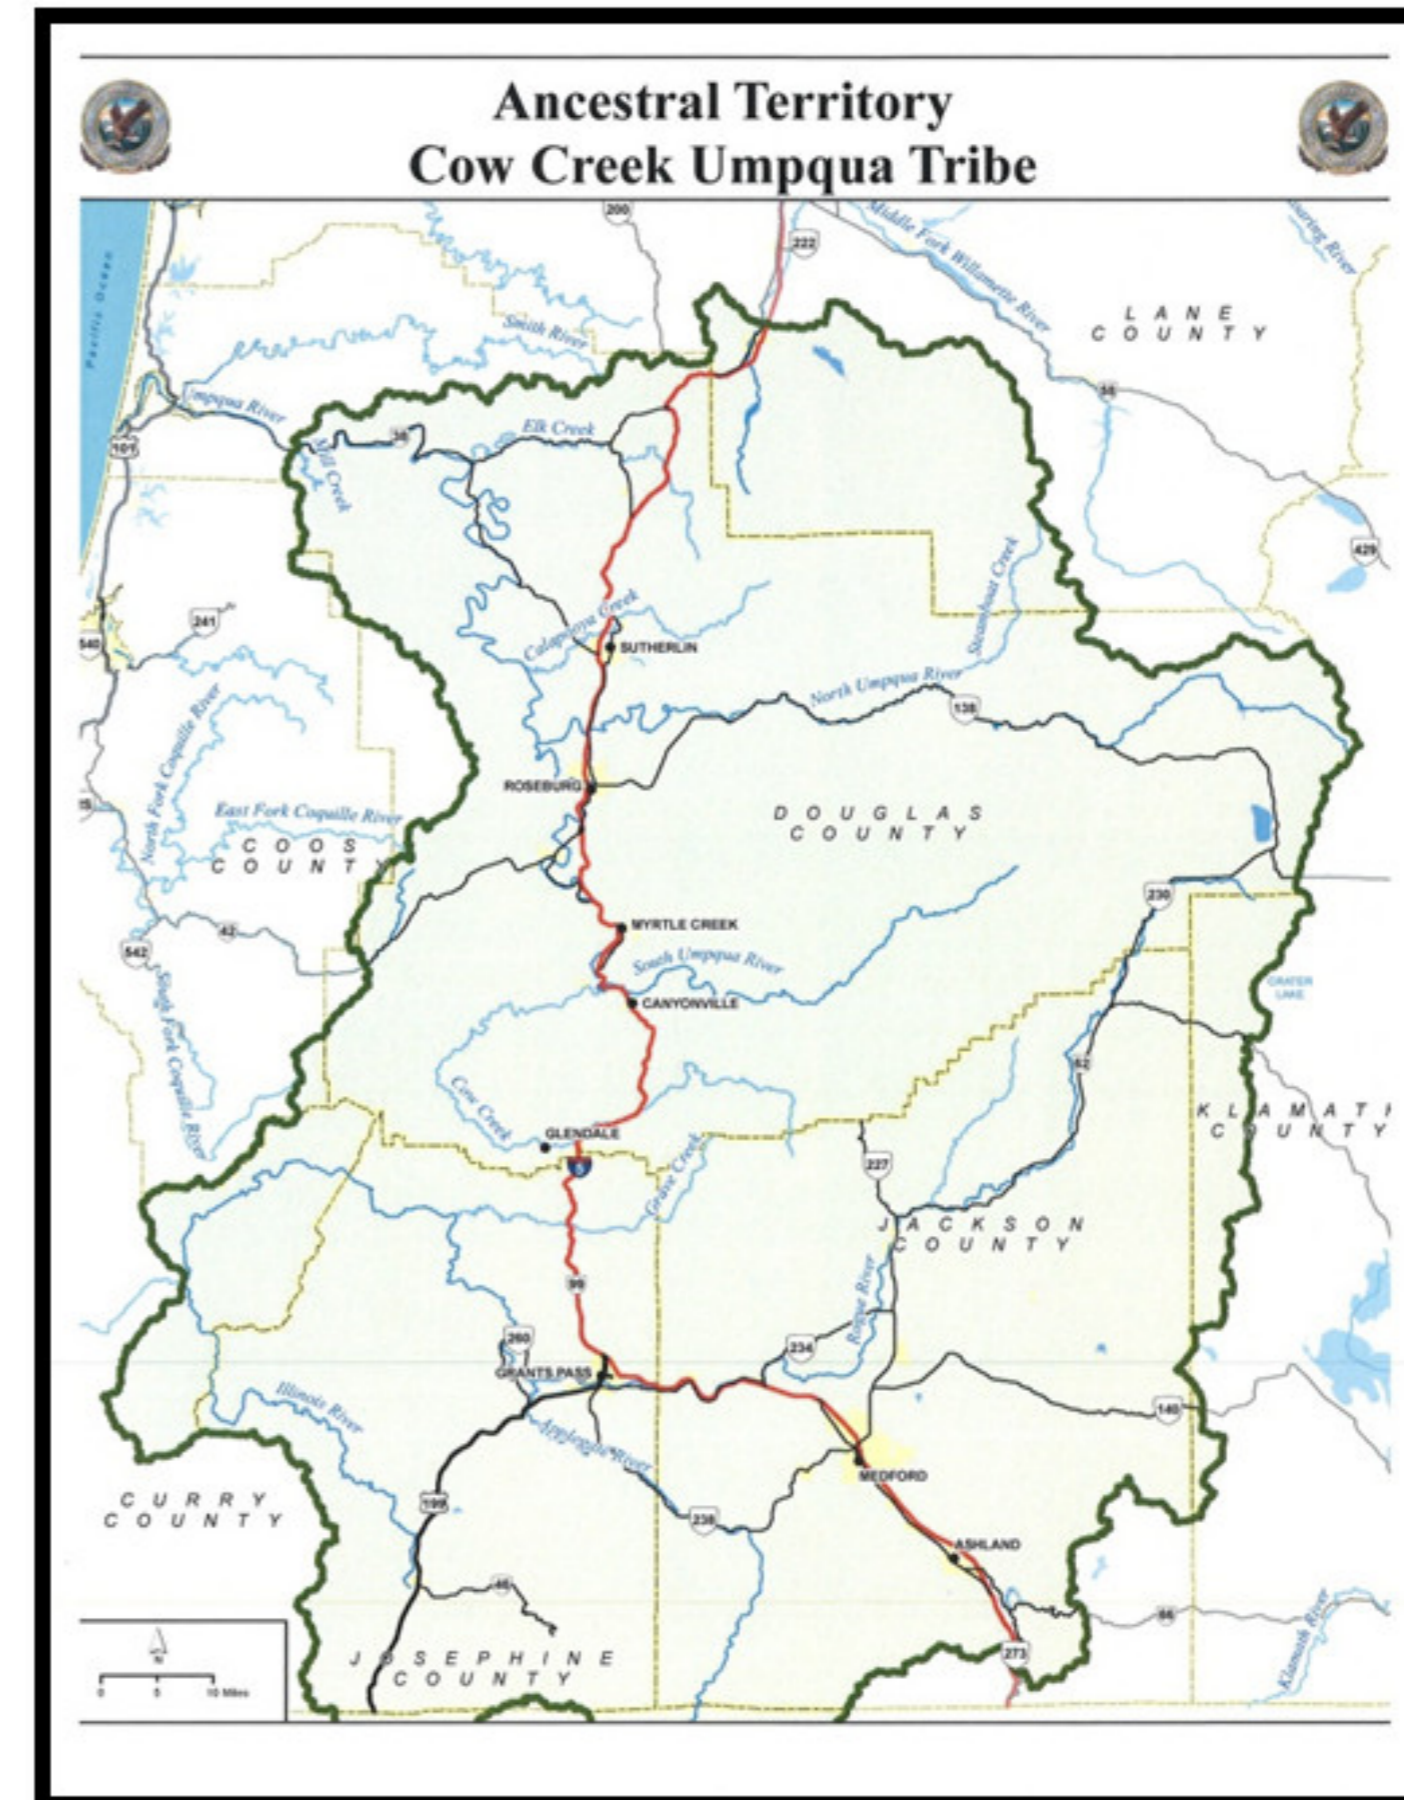 Ancestral Territory
Cow Creek Umpqua Tribe
200
222
Middle Fork Willamette River
Pacific Ocean
LANE
COUNTY
Smith River
58
Umpqua River
38
Elk Creek
101
Mill Creek
429
Steamboat Creek
Calapooya Creek
241
540
SUTHERLIN
North Umpqua River
138
North Fork Coquille River
ROSEBURG
East Fork Coquille River
DOUGLAS
COUNTY
COOS
COUNTY
230
42
MYRTLE CREEK
542
South Umpqua River
CRATER
LAKE
CANYONVILLE
South Fork Coquille River
62
Cow Creek
KLAMATH
COUNTY
GLENDALE
5
227
Grave Creek
JACKSON
COUNTY
99
Rogue River
260
234
GRANTS PASS
Illinois River
140
Applegate River
MEDFORD
CURRY
COUNTY
199
238
ASHLAND
46
66
Klamath River
273
JOSEPHINE
COUNTY
N
0 5 10 Miles